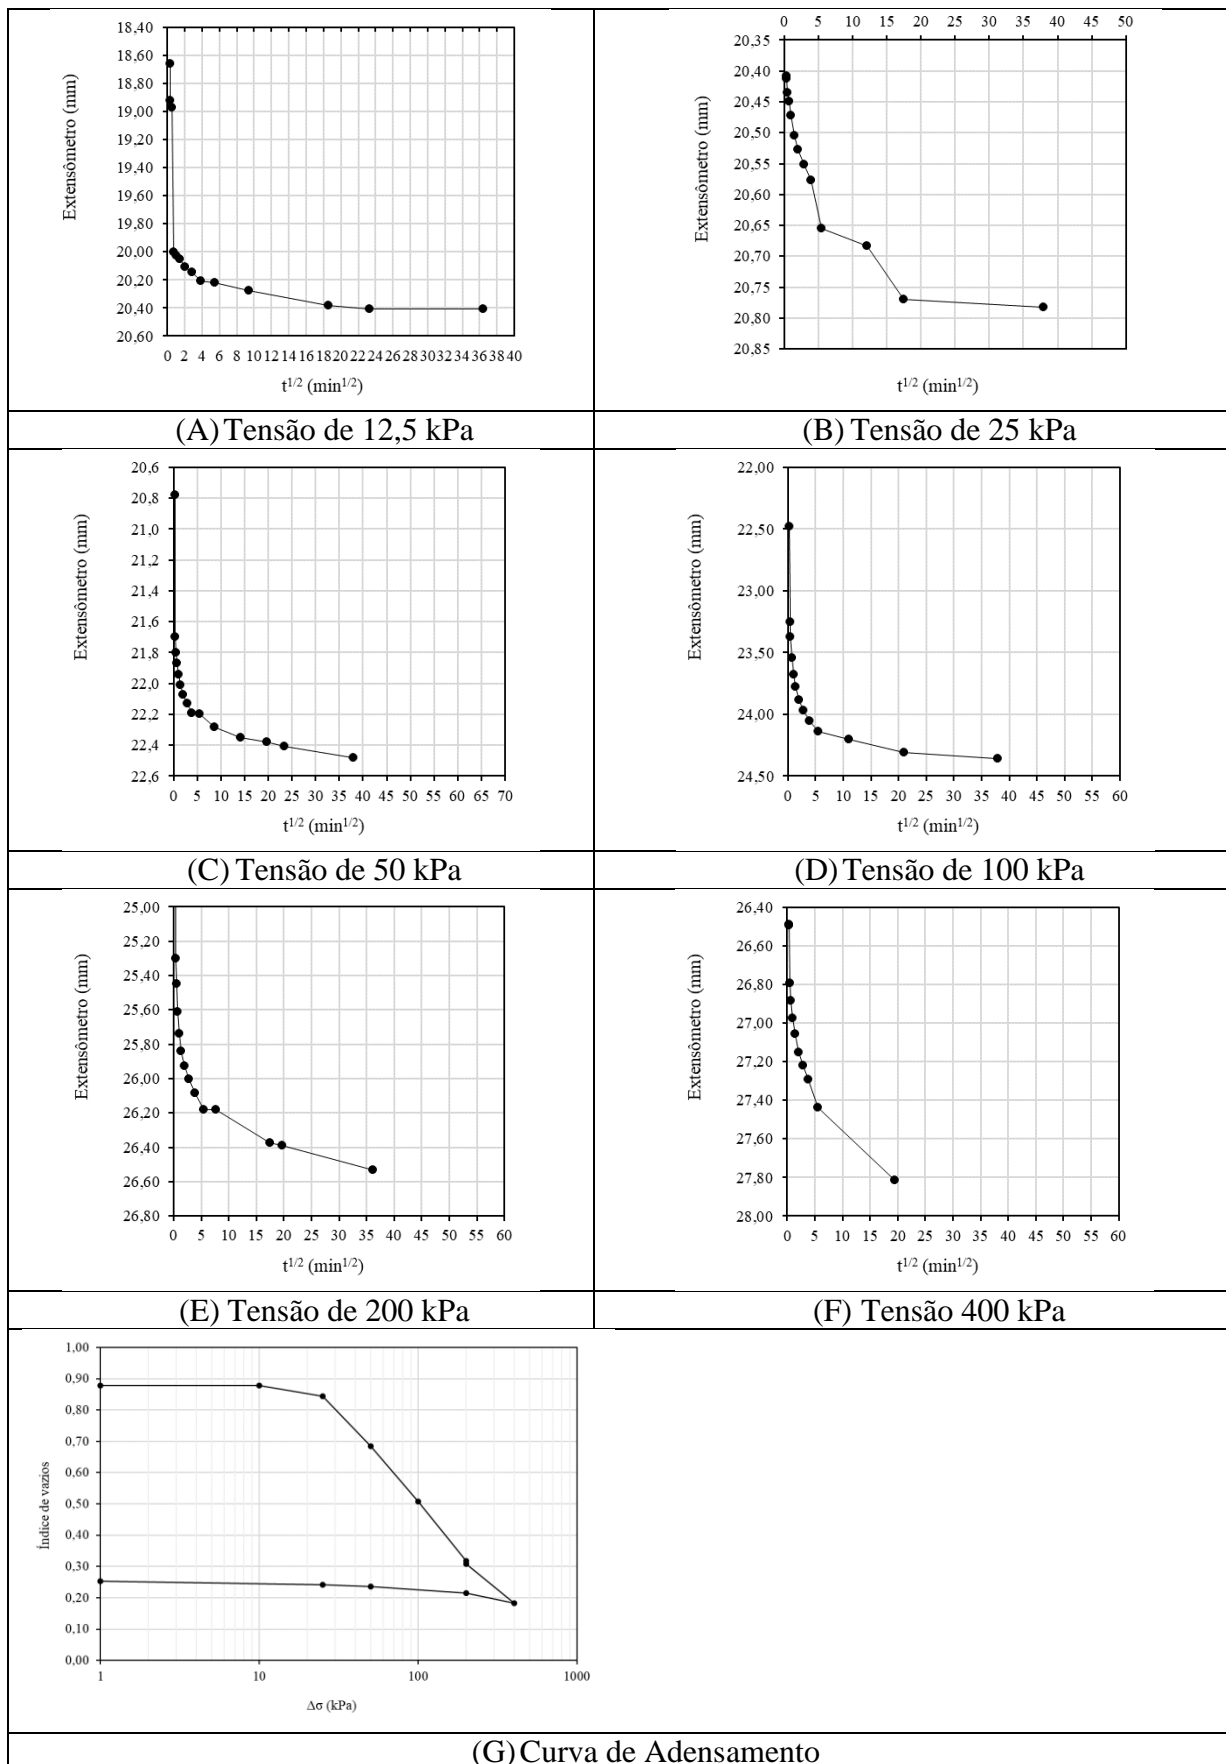 18,40
18,60
18,80
19,00
19,20
19,40
19,60
19,80
20,00
20,20
20,40
20,60
Extensômetro (mm)
0 2 4 6 8 10 12 14 16 18 20 22 24 26 28 30 32 34 36 38 40
t1/2 (min1/2)
(A) Tensão de 12,5 kPa
0 5 10 15 20 25 30 35 40 45 50
20,35
20,40
20,45
20,50
20,55
20,60
20,65
20,70
20,75
20,80
20,85
Extensômetro (mm)
t1/2 (min1/2)
(B) Tensão de 25 kPa
20,6
20,8
21,0
21,2
21,4
21,6
21,8
22,0
22,2
22,4
22,6
Extensômetro (mm)
0 5 10 15 20 25 30 35 40 45 50 55 60 65 70
t1/2 (min1/2)
(C) Tensão de 50 kPa
22,00
22,50
23,00
23,50
24,00
24,50
Extensômetro (mm)
0 5 10 15 20 25 30 35 40 45 50 55 60
t1/2 (min1/2)
(D) Tensão de 100 kPa
25,00
25,20
25,40
25,60
25,80
26,00
26,20
26,40
26,60
26,80
Extensômetro (mm)
0 5 10 15 20 25 30 35 40 45 50 55 60
t1/2 (min1/2)
(E) Tensão de 200 kPa
26,40
26,60
26,80
27,00
27,20
27,40
27,60
27,80
28,00
Extensômetro (mm)
0 5 10 15 20 25 30 35 40 45 50 55 60
t1/2 (min1/2)
(F) Tensão 400 kPa
1,00
0,90
0,80
0,70
0,60
0,50
0,40
0,30
0,20
0,10
0,00
Índice de vazios
1 10 100 1000
Δσ (kPa)
(G) Curva de Adensamento